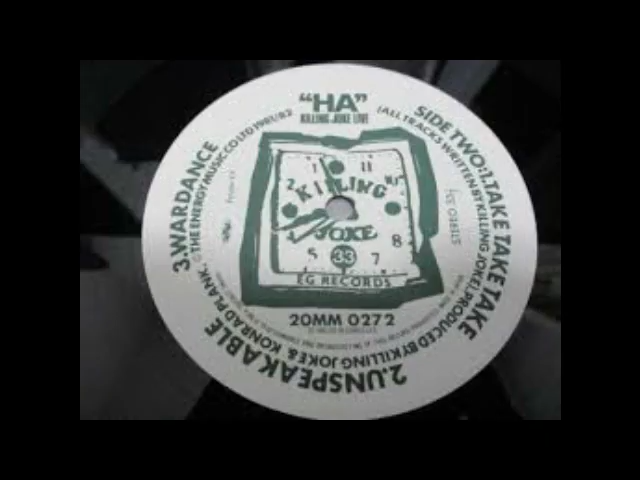 "HA"
KILLING JOKE LIVE
SIDE TWO:1.TAKE TAKE TAKE
2.UNSPEAKABLE
3.WARDANCE
(ALL TRACKS WRITTEN BY KILLING JOKE) PRODUCED BY KILLING JOKE & KONRAD PLANK.
© THE ENERGY MUSIC CO LTD 1981/82
1 11
2
KILLING
JOKE
8
5 33 7
EG RECORDS
20MM 0272